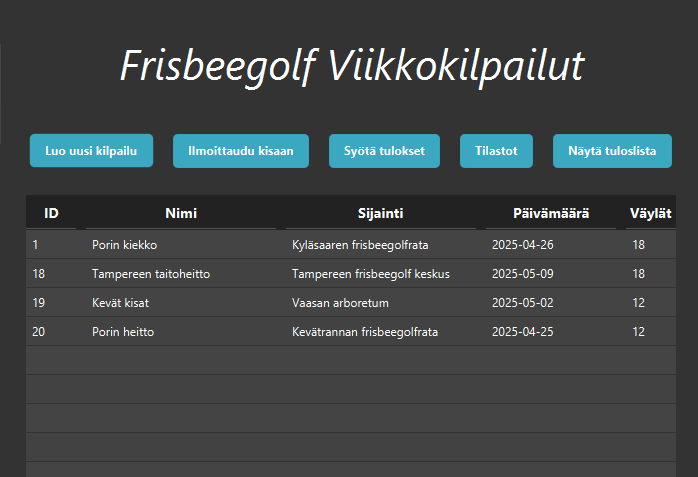 Frisbeegolf Viikkokilpailut
Luo uusi kilpailu Ilmoittaudu kisaan Syötä tulokset Tilastot Näytä tuloslista
ID Nimi Sijainti Päivämäärä Väylät
1 Porin kiekko Kyläsaaren frisbeegolfrata 2025-04-26 18
18 Tampereen taitoheitto Tampereen frisbeegolf keskus 2025-05-09 18
19 Kevät kisat Vaasan arboretum 2025-05-02 12
20 Porin heitto Kevätrannan frisbeegolfrata 2025-04-25 12